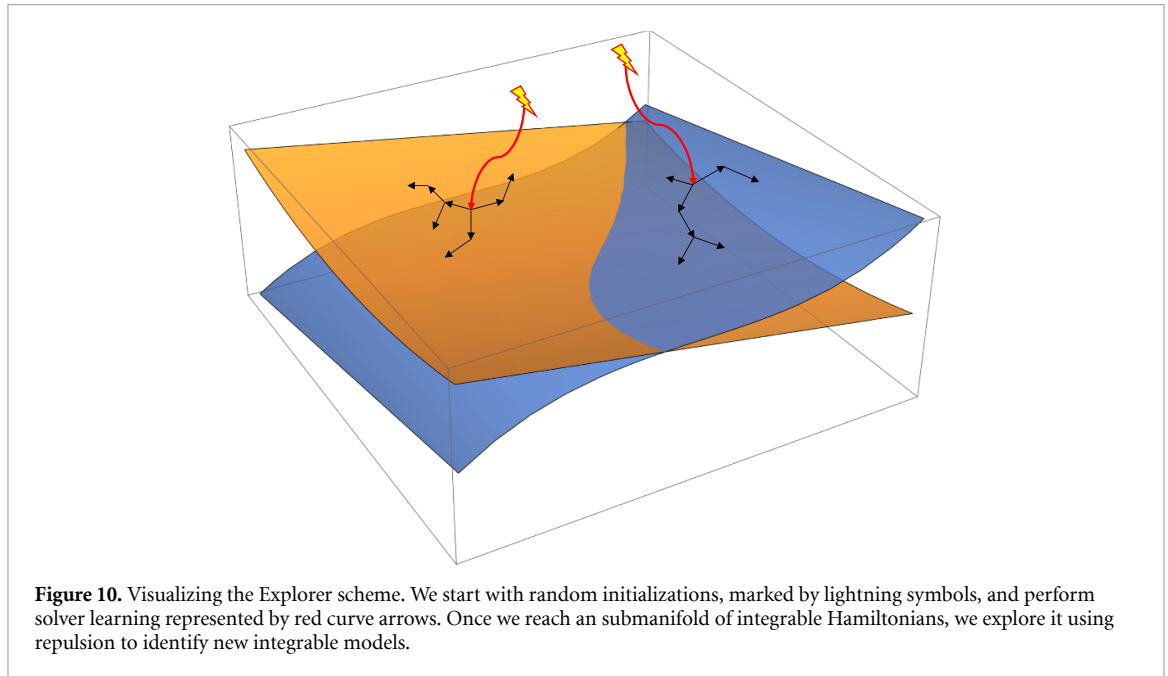 Figure 10. Visualizing the Explorer scheme. We start with random initializations, marked by lightning symbols, and perform
solver learning represented by red curve arrows. Once we reach an submanifold of integrable Hamiltonians, we explore it using
repulsion to identify new integrable models.